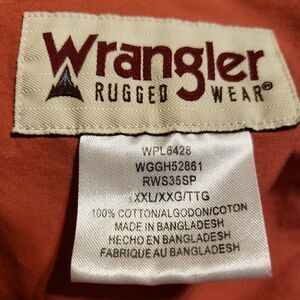 Wrangler
RUGGED WEAR®
WPL6428
WGGH52861
RWS35SP
XXL/XXG/TTG
100% COTTON/ALGODON/COTON
MADE IN BANGLADESH
HECHO EN BANGLADESH
FABRIQUE AU BANGLADESH